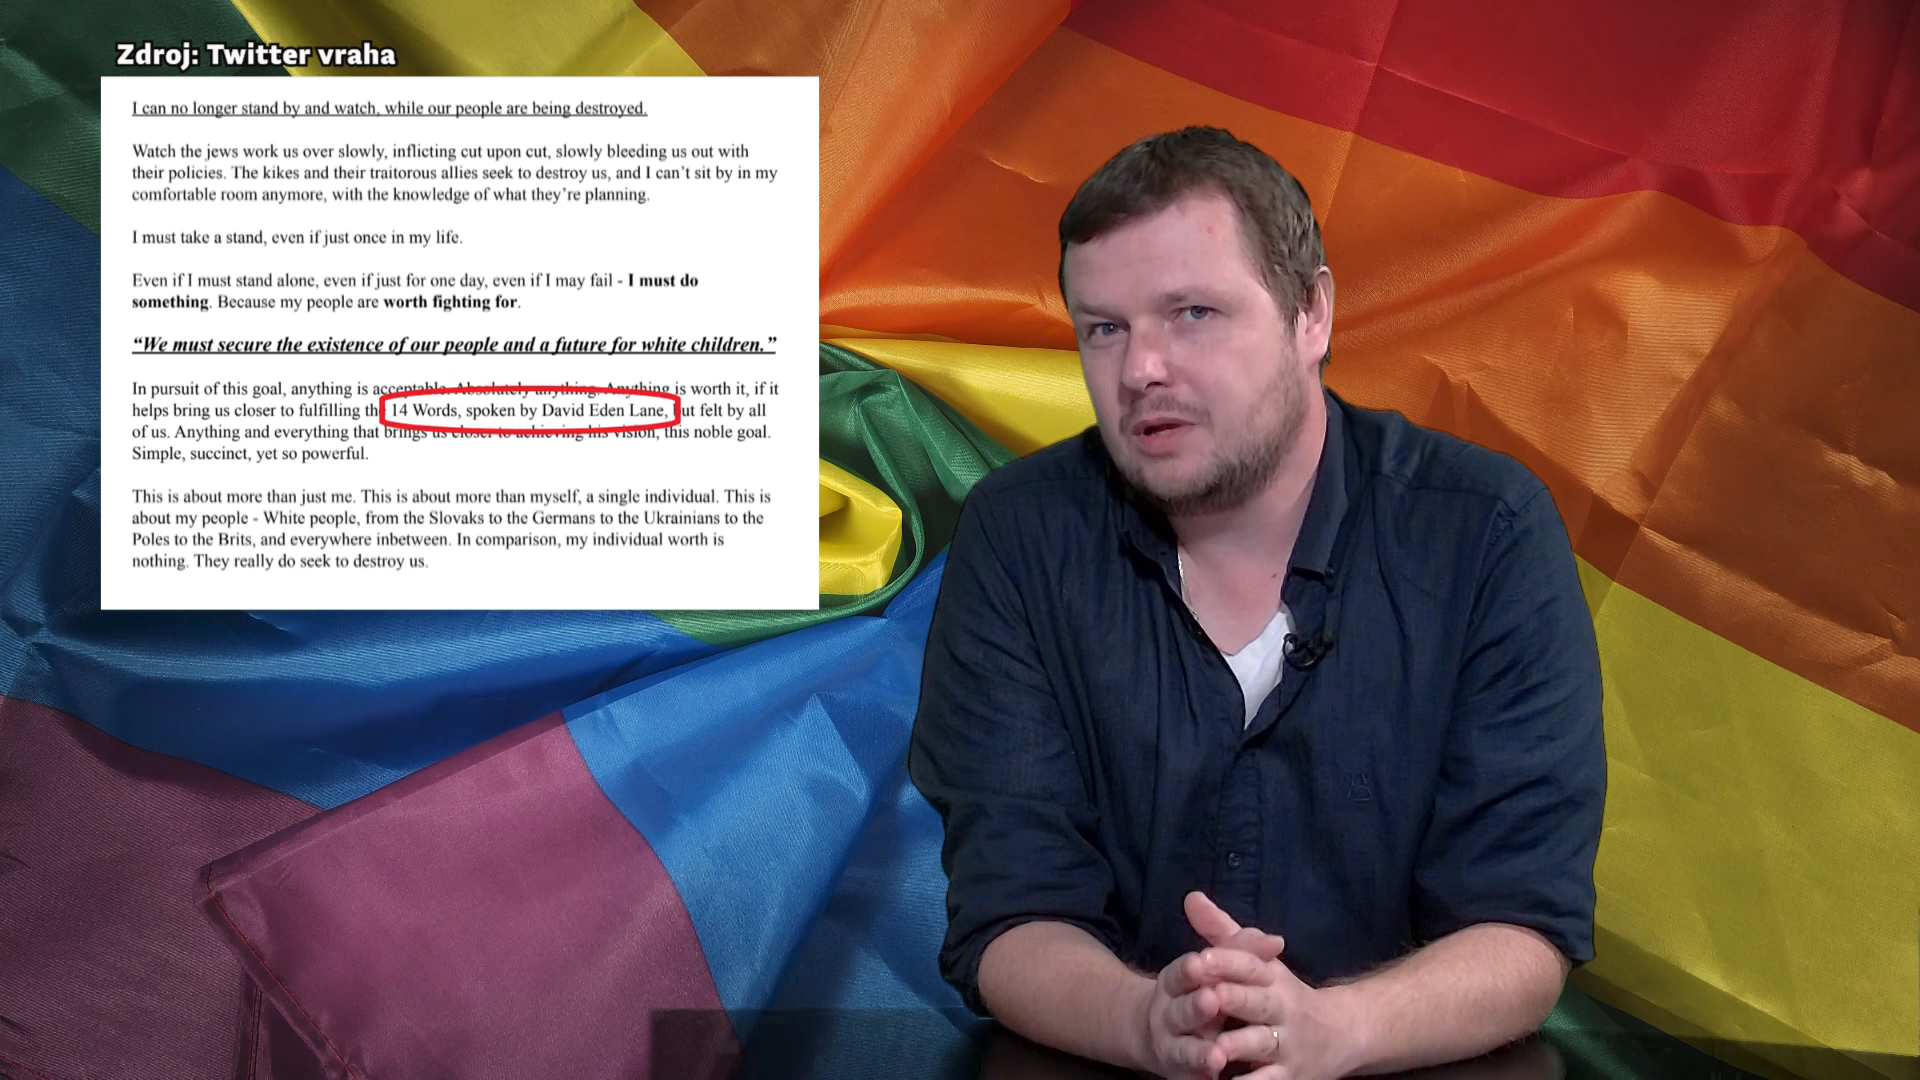 Zdroj: Twitter vraha
I can no longer stand by and watch, while our people are being destroyed.
Watch the jews work us over slowly, inflicting cut upon cut, slowly bleeding us out with
their policies. The kikes and their traitorous allies seek to destroy us, and I can't sit by in my
comfortable room anymore, with the knowledge of what they're planning.
I must take a stand, even if just once in my life.
Even if I must stand alone, even if just for one day, even if I may fail - I must do
something. Because my people are worth fighting for.
“We must secure the existence of our people and a future for white children.”
In pursuit of this goal, anything is acceptable. Absolutely anything. Anything is worth it, if it
helps bring us closer to fulfilling the 14 Words, spoken by David Eden Lane, but felt by all
of us. Anything and everything that brings us closer to achieving his vision, this noble goal.
Simple, succinct, yet so powerful.
This is about more than just me. This is about more than myself, a single individual. This is
about my people - White people, from the Slovaks to the Germans to the Ukrainians to the
Poles to the Brits, and everywhere inbetween. In comparison, my individual worth is
nothing. They really do seek to destroy us.